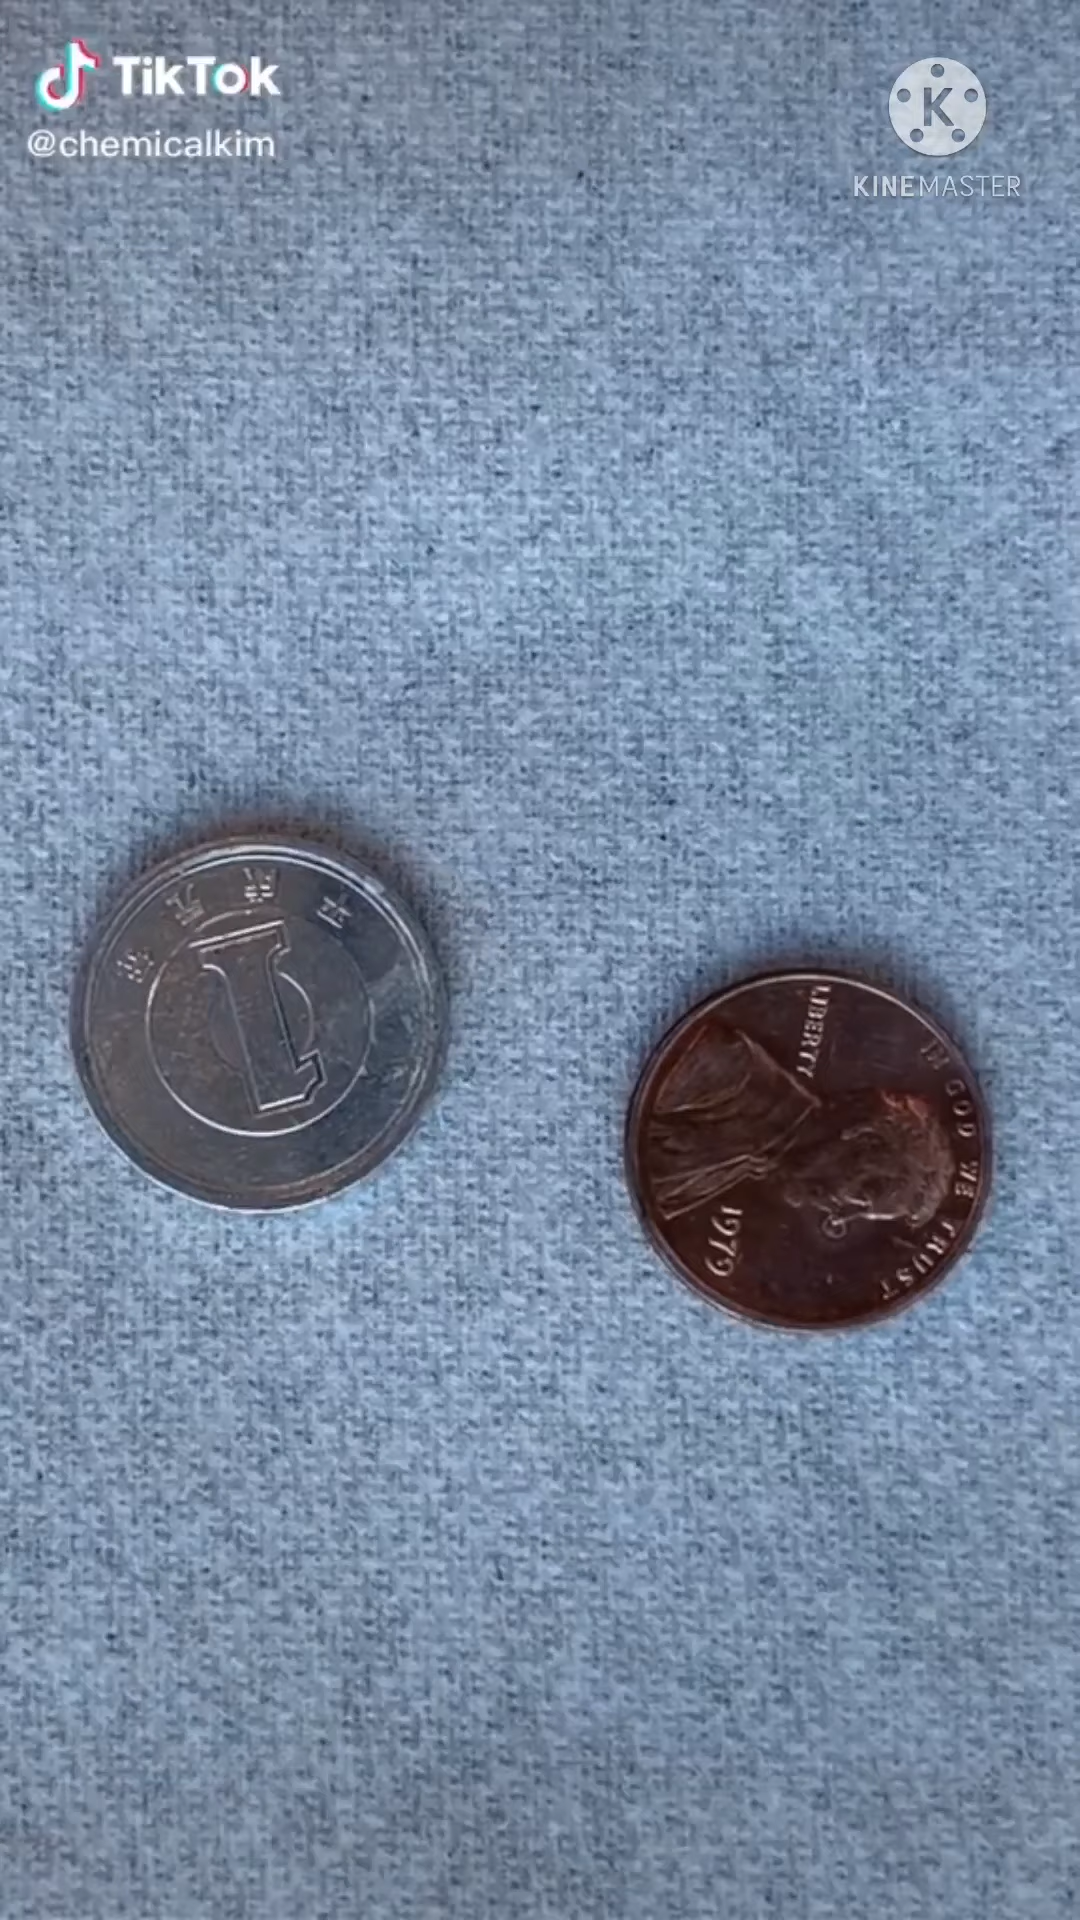 TikTok
@chemicalkim
K
KINEMASTER
1
LIBERTY
IN GOD WE TRUST
1979